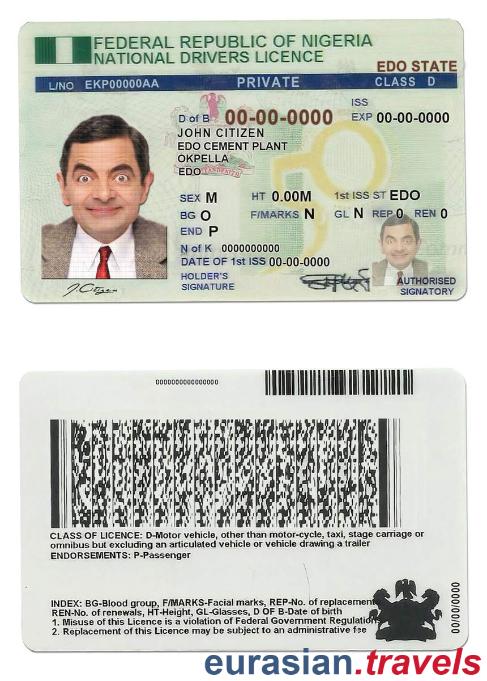 FEDERAL REPUBLIC OF NIGERIA
NATIONAL DRIVERS LICENCE
EDO STATE
L/NO EKP00000AA PRIVATE CLASS D
ISS
D of B 00-00-0000 EXP 00-00-0000
JOHN CITIZEN
EDO CEMENT PLANT
OKPELLA
EDO
SEX M HT 0.00M 1st ISS ST EDO
BG O F/MARKS N GL N REP 0 REN 0
END P
N of K 0000000000
DATE OF 1st ISS 00-00-0000
HOLDER'S
SIGNATURE
AUTHORISED
SIGNATORY
J. Citizen
CLASS OF LICENCE: D-Motor vehicle, other than motor-cycle, taxi, stage carriage or
omnibus but excluding an articulated vehicle or vehicle drawing a trailer
ENDORSEMENTS: P-Passenger
INDEX: BG-Blood group, F/MARKS-Facial marks, REP-No. of replacement
REN-No. of renewals, HT-Height, GL-Glasses, D OF B-Date of birth
1. Misuse of this Licence is a violation of Federal Government Regulation
2. Replacement of this Licence may be subject to an administrative fee
00/00/0000
eurasian.travels